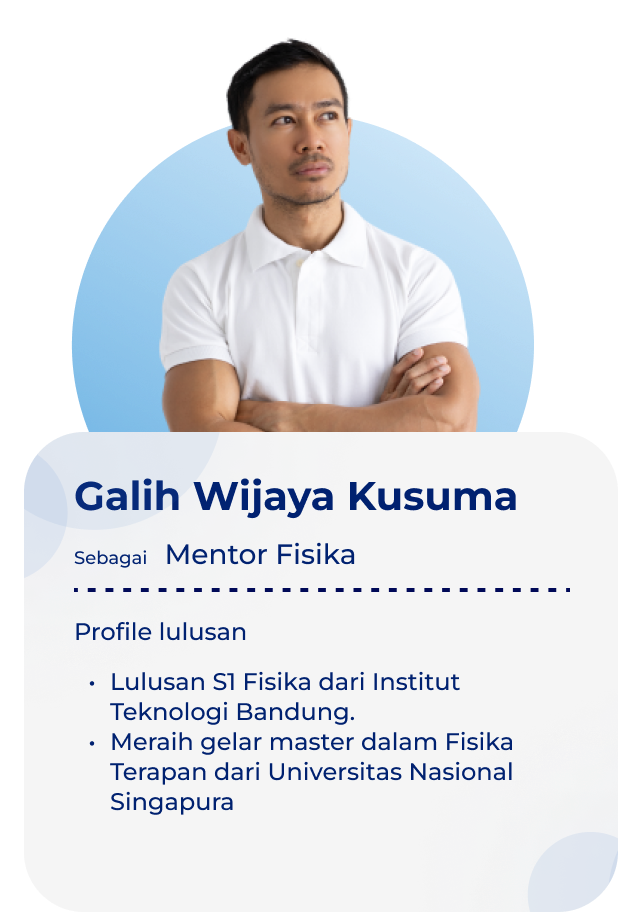 Galih Wijaya Kusuma
Sebagai Mentor Fisika
Profile lulusan
• Lulusan S1 Fisika dari Institut
Teknologi Bandung.
• Meraih gelar master dalam Fisika
Terapan dari Universitas Nasional
Singapura